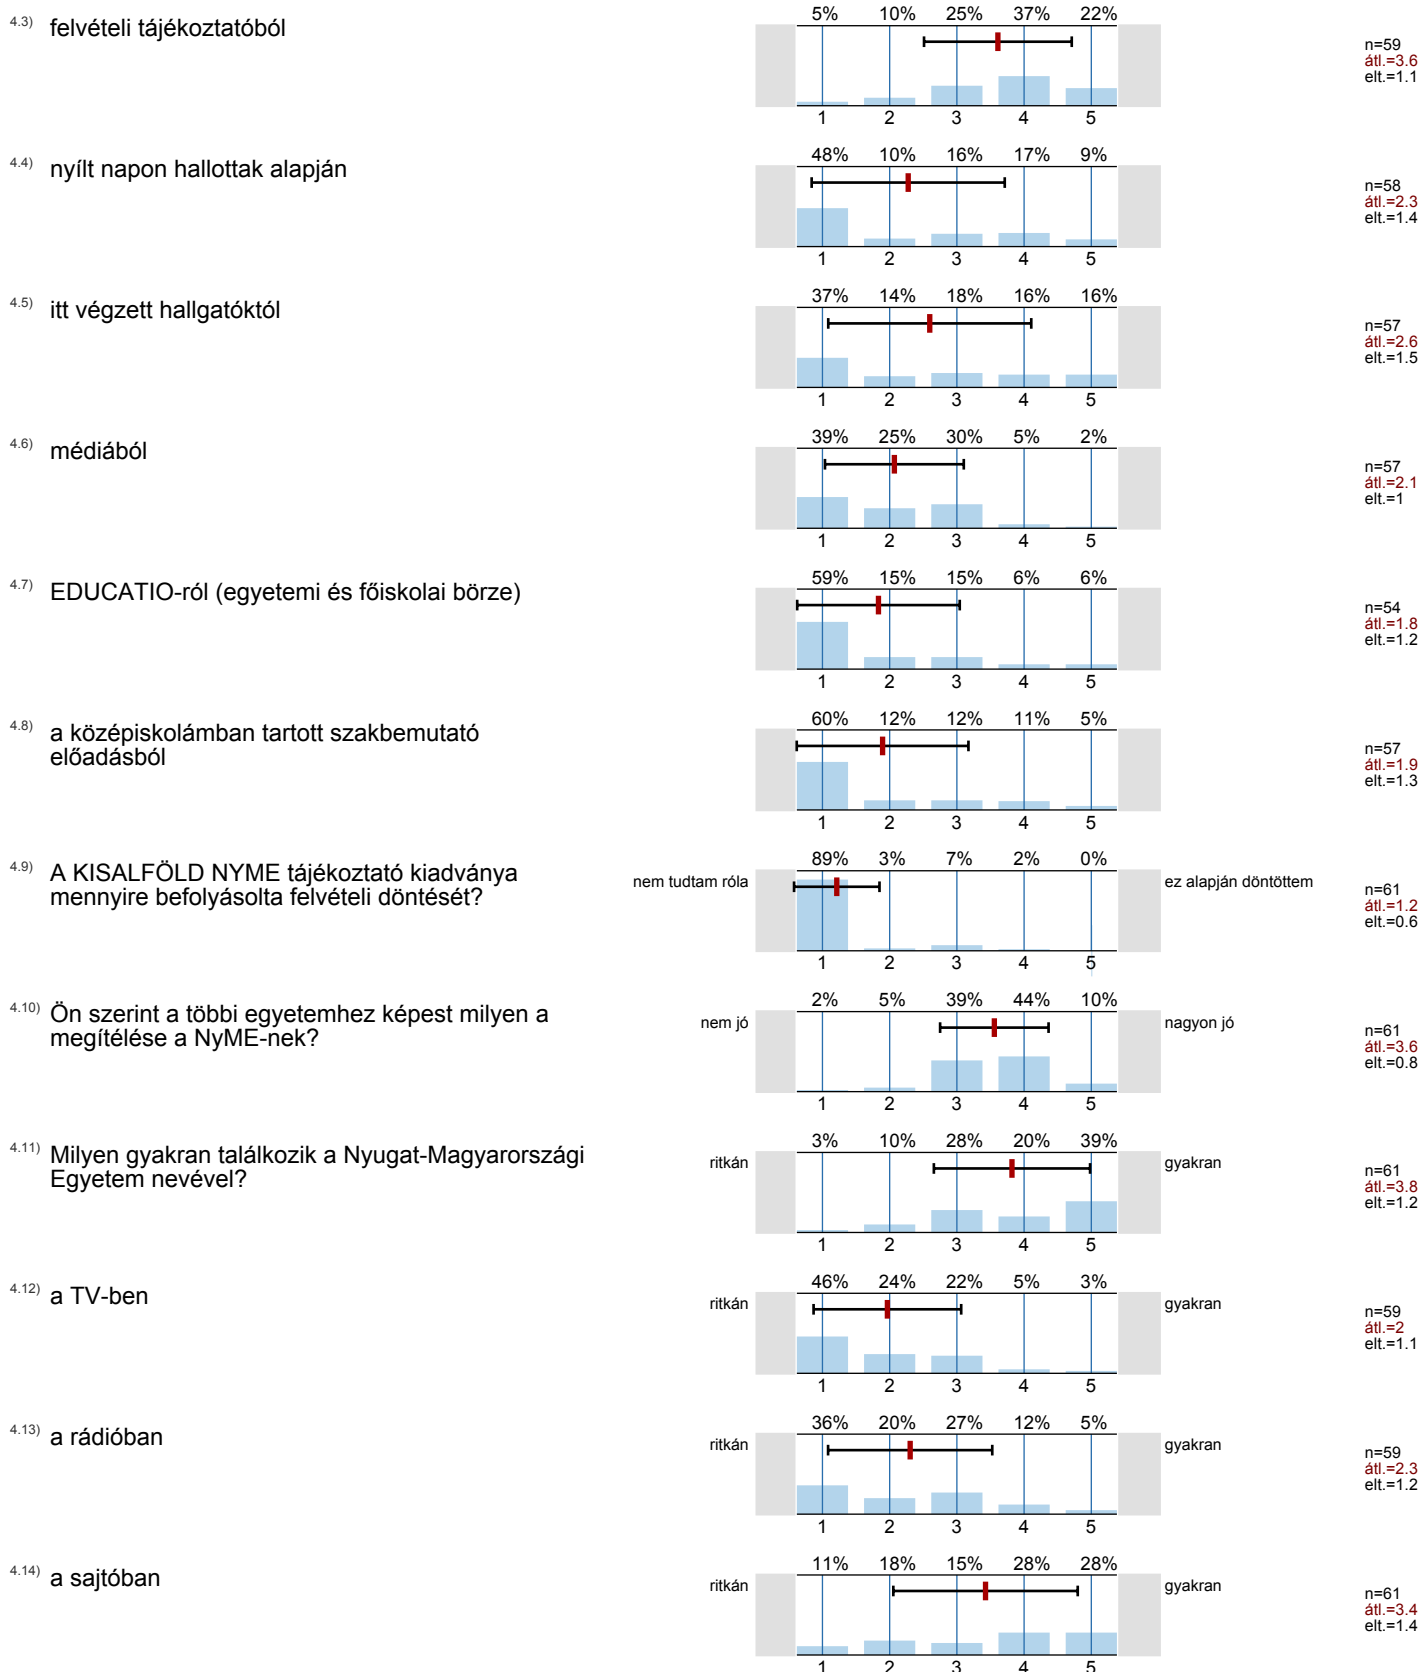 4.3) felvételi tájékoztatóból
5% 10% 25% 37% 22%
n=59
átl.=3.6
elt.=1.1
1 2 3 4 5
4.4) nyílt napon hallottak alapján
48% 10% 16% 17% 9%
n=58
átl.=2.3
elt.=1.4
1 2 3 4 5
4.5) itt végzett hallgatóktól
37% 14% 18% 16% 16%
n=57
átl.=2.6
elt.=1.5
1 2 3 4 5
4.6) médiából
39% 25% 30% 5% 2%
n=57
átl.=2.1
elt.=1
1 2 3 4 5
4.7) EDUCATIO-ról (egyetemi és főiskolai börze)
59% 15% 15% 6% 6%
n=54
átl.=1.8
elt.=1.2
1 2 3 4 5
4.8) a középiskolámban tartott szakbemutató
előadásból
60% 12% 12% 11% 5%
n=57
átl.=1.9
elt.=1.3
1 2 3 4 5
4.9) A KISALFÖLD NYME tájékoztató kiadványa
mennyire befolyásolta felvételi döntését?
89% 3% 7% 2% 0%
nem tudtam róla ez alapján döntöttem
n=61
átl.=1.2
elt.=0.6
1 2 3 4 5
4.10) Ön szerint a többi egyetemhez képest milyen a
megítélése a NyME-nek?
2% 5% 39% 44% 10%
nem jó nagyon jó
n=61
átl.=3.6
elt.=0.8
1 2 3 4 5
4.11) Milyen gyakran találkozik a Nyugat-Magyarországi
Egyetem nevével?
3% 10% 28% 20% 39%
ritkán gyakran
n=61
átl.=3.8
elt.=1.2
1 2 3 4 5
4.12) a TV-ben
46% 24% 22% 5% 3%
ritkán gyakran
n=59
átl.=2
elt.=1.1
1 2 3 4 5
4.13) a rádióban
36% 20% 27% 12% 5%
ritkán gyakran
n=59
átl.=2.3
elt.=1.2
1 2 3 4 5
4.14) a sajtóban
11% 18% 15% 28% 28%
ritkán gyakran
n=61
átl.=3.4
elt.=1.4
1 2 3 4 5